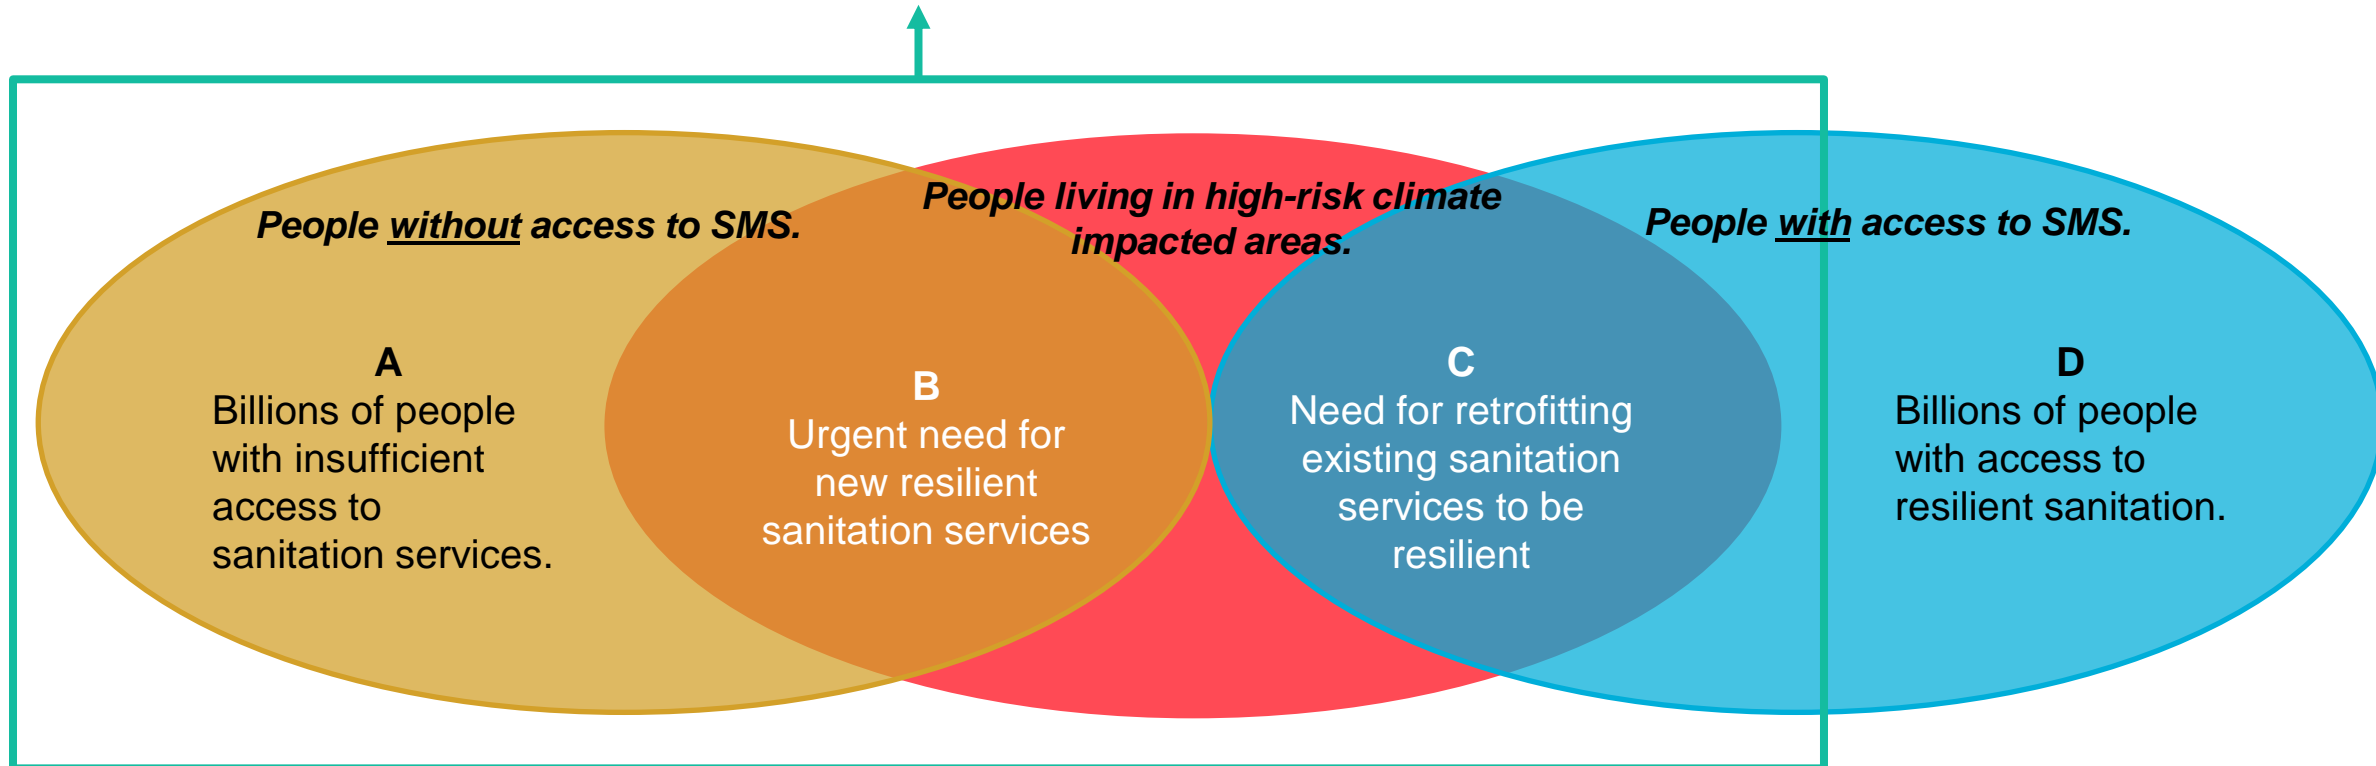 People without access to SMS.
People living in high-risk climate
impacted areas.
People with access to SMS.
A
Billions of people
with insufficient
access to
sanitation services.
B
Urgent need for
new resilient
sanitation services
C
Need for retrofitting
existing sanitation
services to be
resilient
D
Billions of people
with access to
resilient sanitation.